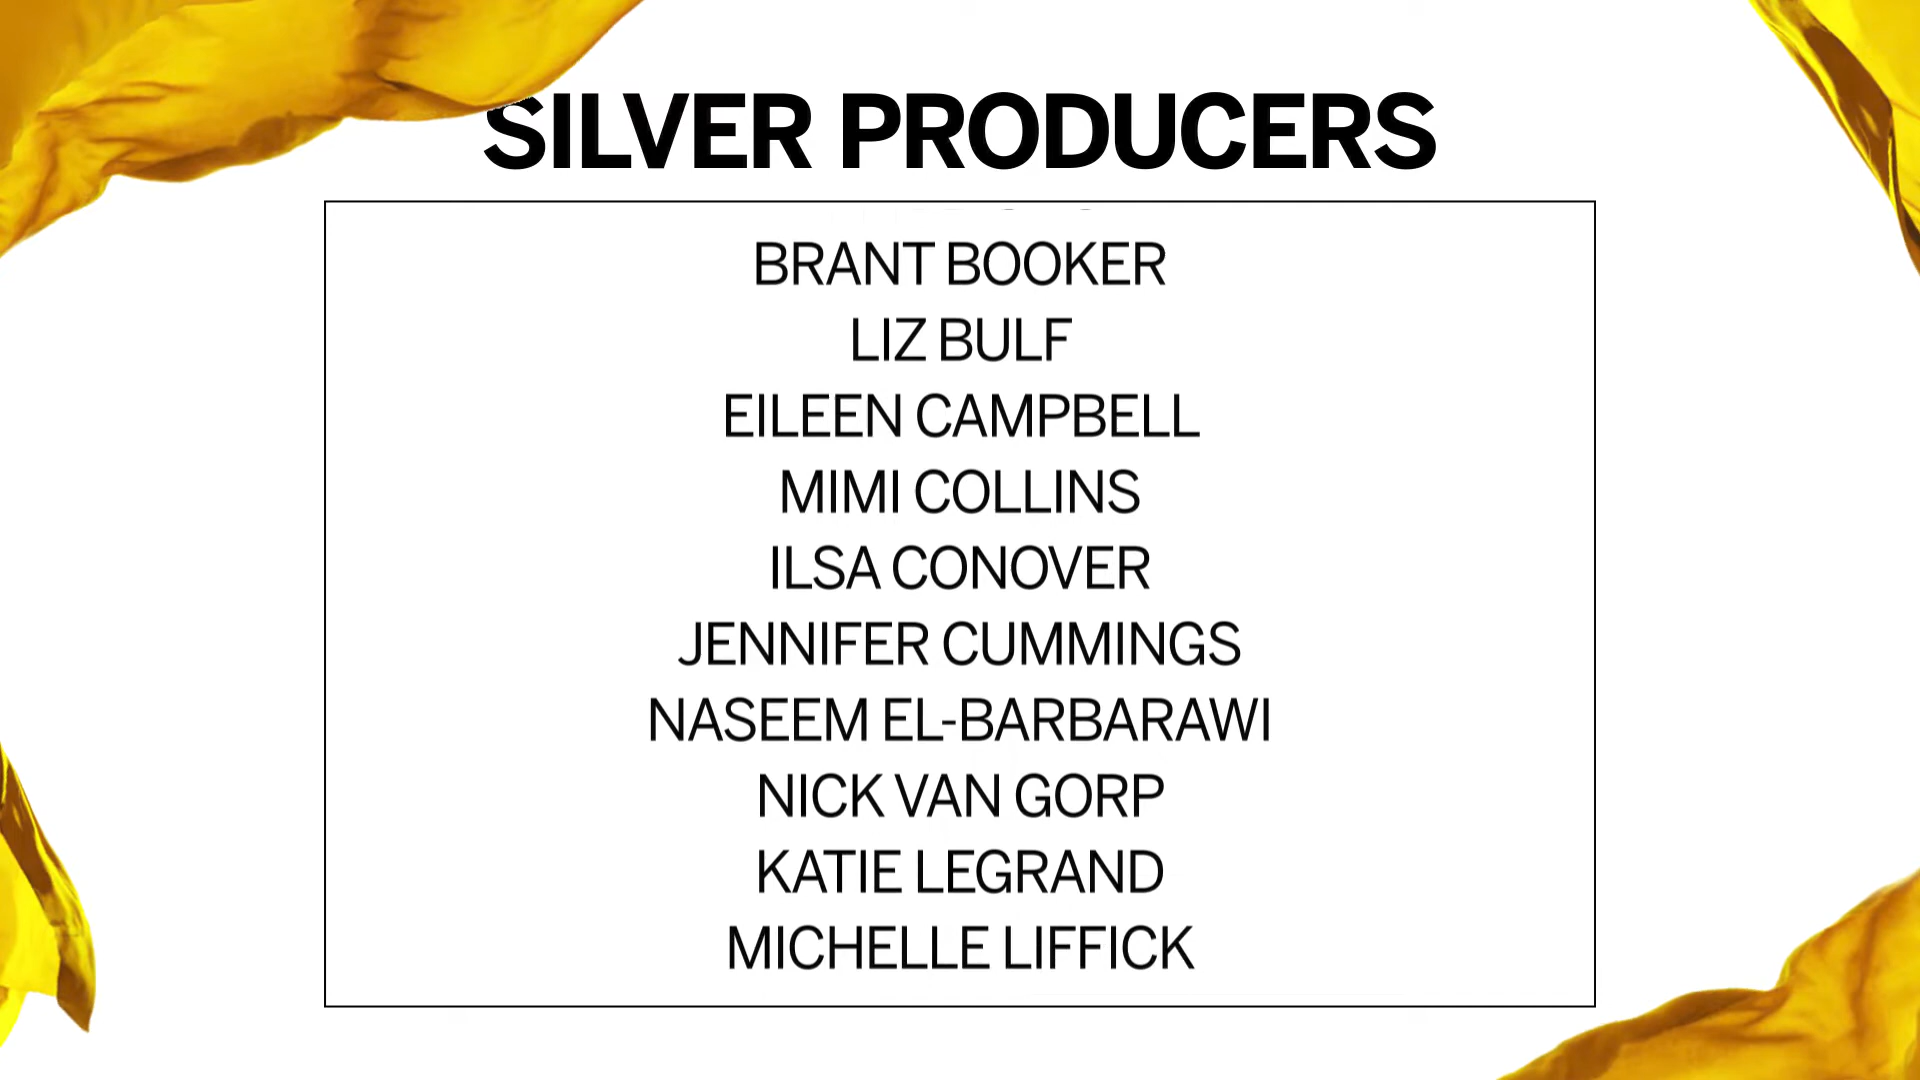 SILVER PRODUCERS
BRANT BOOKER
LIZ BULF
EILEEN CAMPBELL
MIMI COLLINS
ILSA CONOVER
JENNIFER CUMMINGS
NASEEM EL-BARBARAWI
NICK VAN GORP
KATIE LEGRAND
MICHELLE LIFFICK